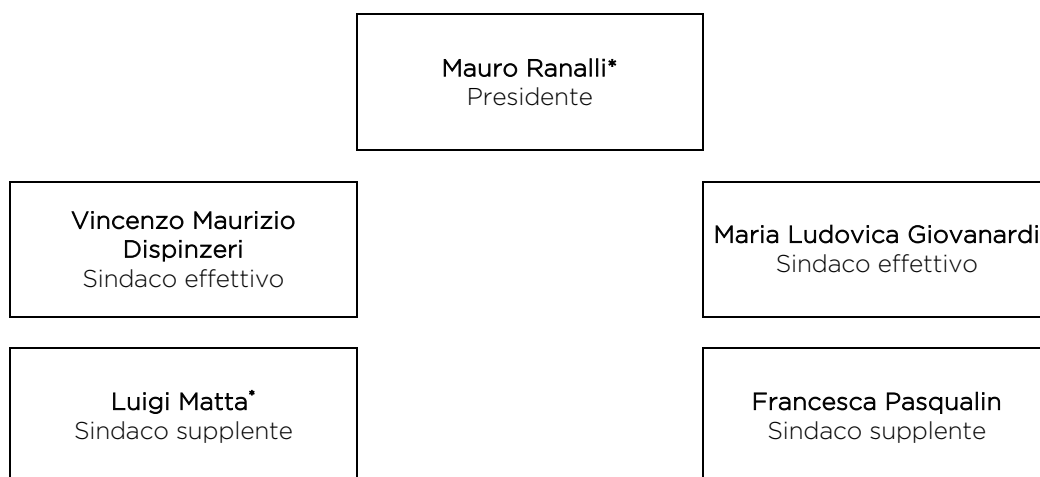 Mauro Ranalli*
Presidente
Vincenzo Maurizio
Dispinzeri
Sindaco effettivo
Maria Ludovica Giovanardi
Sindaco effettivo
Luigi Matta*
Sindaco supplente
Francesca Pasqualin
Sindaco supplente